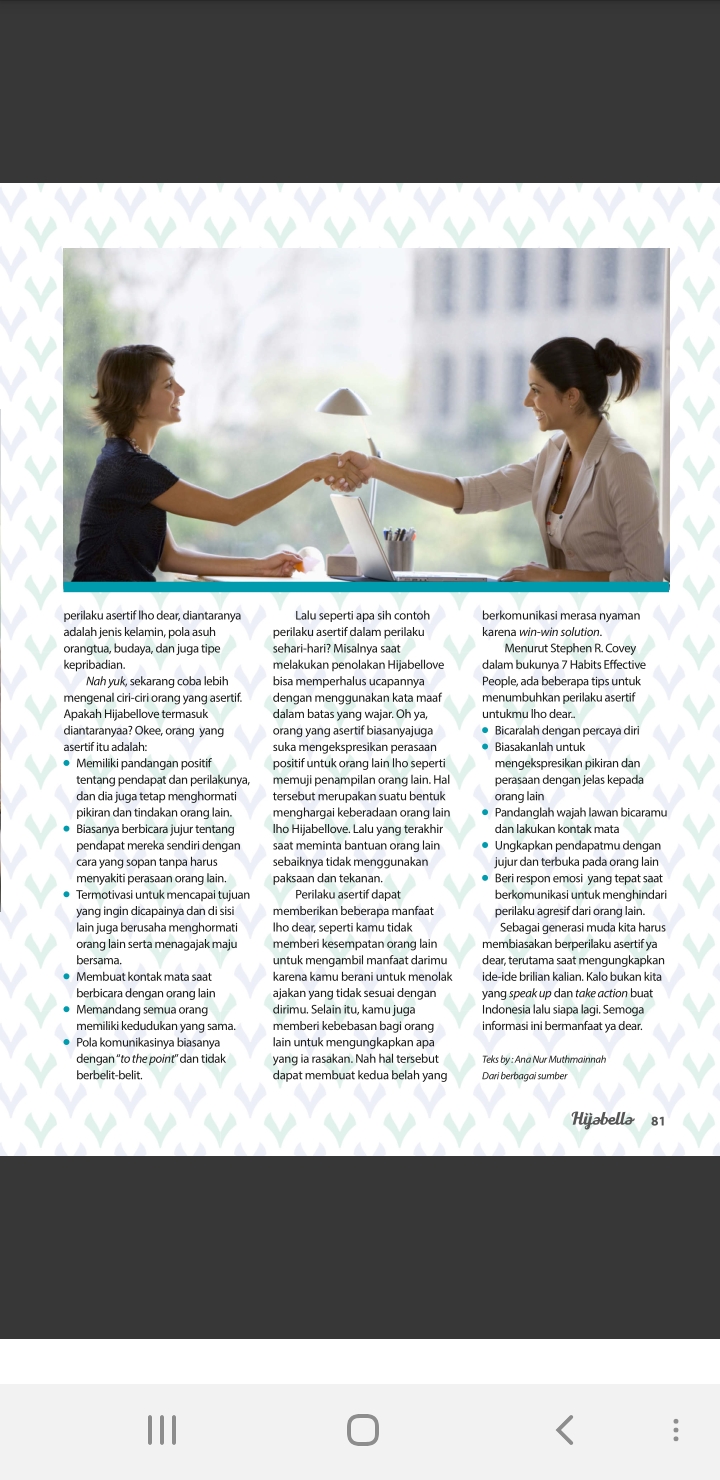 perilaku asertif lho dear, diantaranya
adalah jenis kelamin, pola asuh
orangtua, budaya, dan juga tipe
kepribadian.
Nah yuk, sekarang coba lebih
mengenal ciri-ciri orang yang asertif.
Apakah Hijabellove termasuk
diantaranyaa? Okee, orang yang
asertif itu adalah:
Memiliki pandangan positif
tentang pendapat dan perilakunya,
dan dia juga tetap menghormati
pikiran dan tindakan orang lain.
Biasanya berbicara jujur tentang
pendapat mereka sendiri dengan
cara yang sopan tanpa harus
menyakiti perasaan orang lain.
Termotivasi untuk mencapai tujuan
yang ingin dicapainya dan di sisi
lain juga berusaha menghormati
orang lain serta menagajak maju
bersama.
Membuat kontak mata saat
berbicara dengan orang lain
Memandang semua orang
memiliki kedudukan yang sama.
Pola komunikasinya biasanya
dengan "to the point" dan tidak
berbelit-belit.
Lalu seperti apa sih contoh
perilaku asertif dalam perilaku
sehari-hari? Misalnya saat
melakukan penolakan Hijabellove
bisa memperhalus ucapannya
dengan menggunakan kata maaf
dalam batas yang wajar. Oh ya,
orang yang asertif biasanyajuga
suka mengekspresikan perasaan
positif untuk orang lain lho seperti
memuji penampilan orang lain. Hal
tersebut merupakan suatu bentuk
menghargai keberadaan orang lain
lho Hijabellove. Lalu yang terakhir
saat meminta bantuan orang lain
sebaiknya tidak menggunakan
paksaan dan tekanan.
Perilaku asertif dapat
memberikan beberapa manfaat
lho dear, seperti kamu tidak
memberi kesempatan orang lain
untuk mengambil manfaat darimu
karena kamu berani untuk menolak
ajakan yang tidak sesuai dengan
dirimu. Selain itu, kamu juga
memberi kebebasan bagi orang
lain untuk mengungkapkan apa
yang ia rasakan. Nah hal tersebut
dapat membuat kedua belah yang
berkomunikasi merasa nyaman
karena win-win solution.
Menurut Stephen R. Covey
dalam bukunya 7 Habits Effective
People, ada beberapa tips untuk
menumbuhkan perilaku asertif
untukmu lho dear..
Bicaralah dengan percaya diri
Biasakanlah untuk
mengekspresikan pikiran dan
perasaan dengan jelas kepada
orang lain
Pandanglah wajah lawan bicaramu
dan lakukan kontak mata
Ungkapkan pendapatmu dengan
jujur dan terbuka pada orang lain
Beri respon emosi yang tepat saat
berkomunikasi untuk menghindari
perilaku agresif dari orang lain.
Sebagai generasi muda kita harus
membiasakan berperilaku asertif ya
dear, terutama saat mengungkapkan
ide-ide brilian kalian. Kalo bukan kita
yang speak up dan take action buat
Indonesia lalu siapa lagi. Semoga
informasi ini bermanfaat ya dear.
Teks by : Ana Nur Muthmainnah
Dari berbagai sumber
Hijabella 81